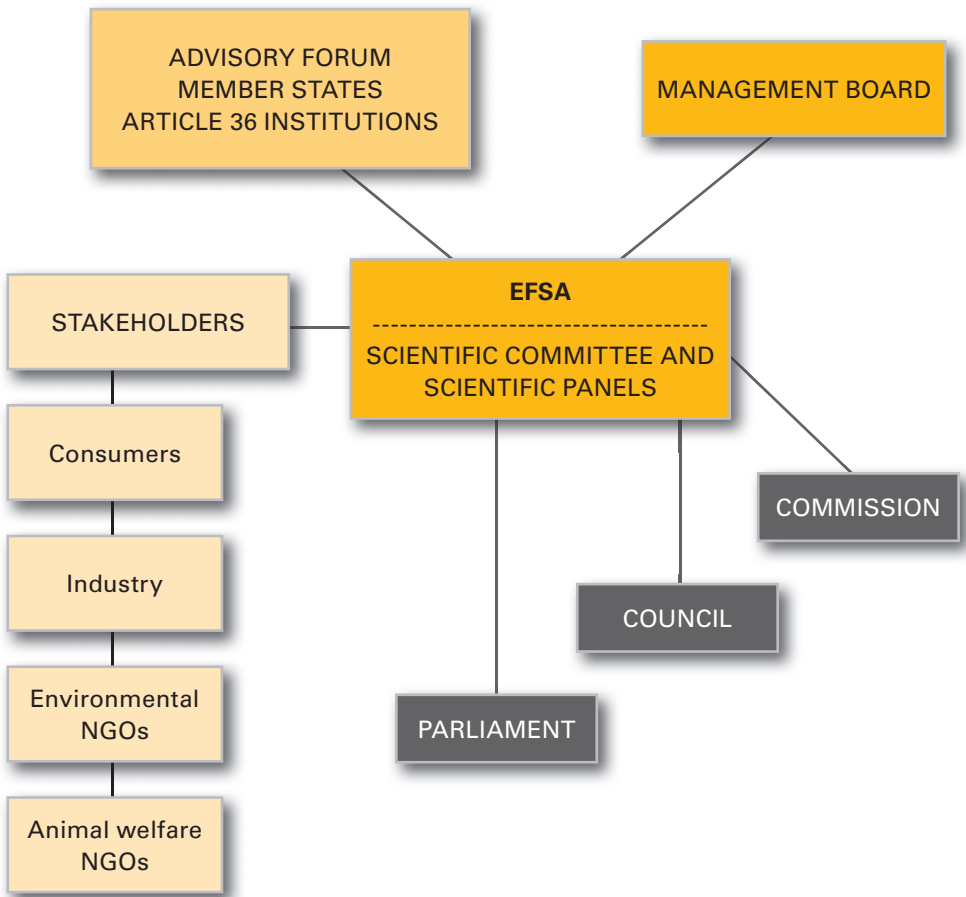 ADVISORY FORUM
MEMBER STATES
ARTICLE 36 INSTITUTIONS
MANAGEMENT BOARD
EFSA
-------------------------------------
SCIENTIFIC COMMITTEE AND
SCIENTIFIC PANELS
STAKEHOLDERS
Consumers
Industry
Environmental
NGOs
Animal welfare
NGOs
COMMISSION
COUNCIL
PARLIAMENT